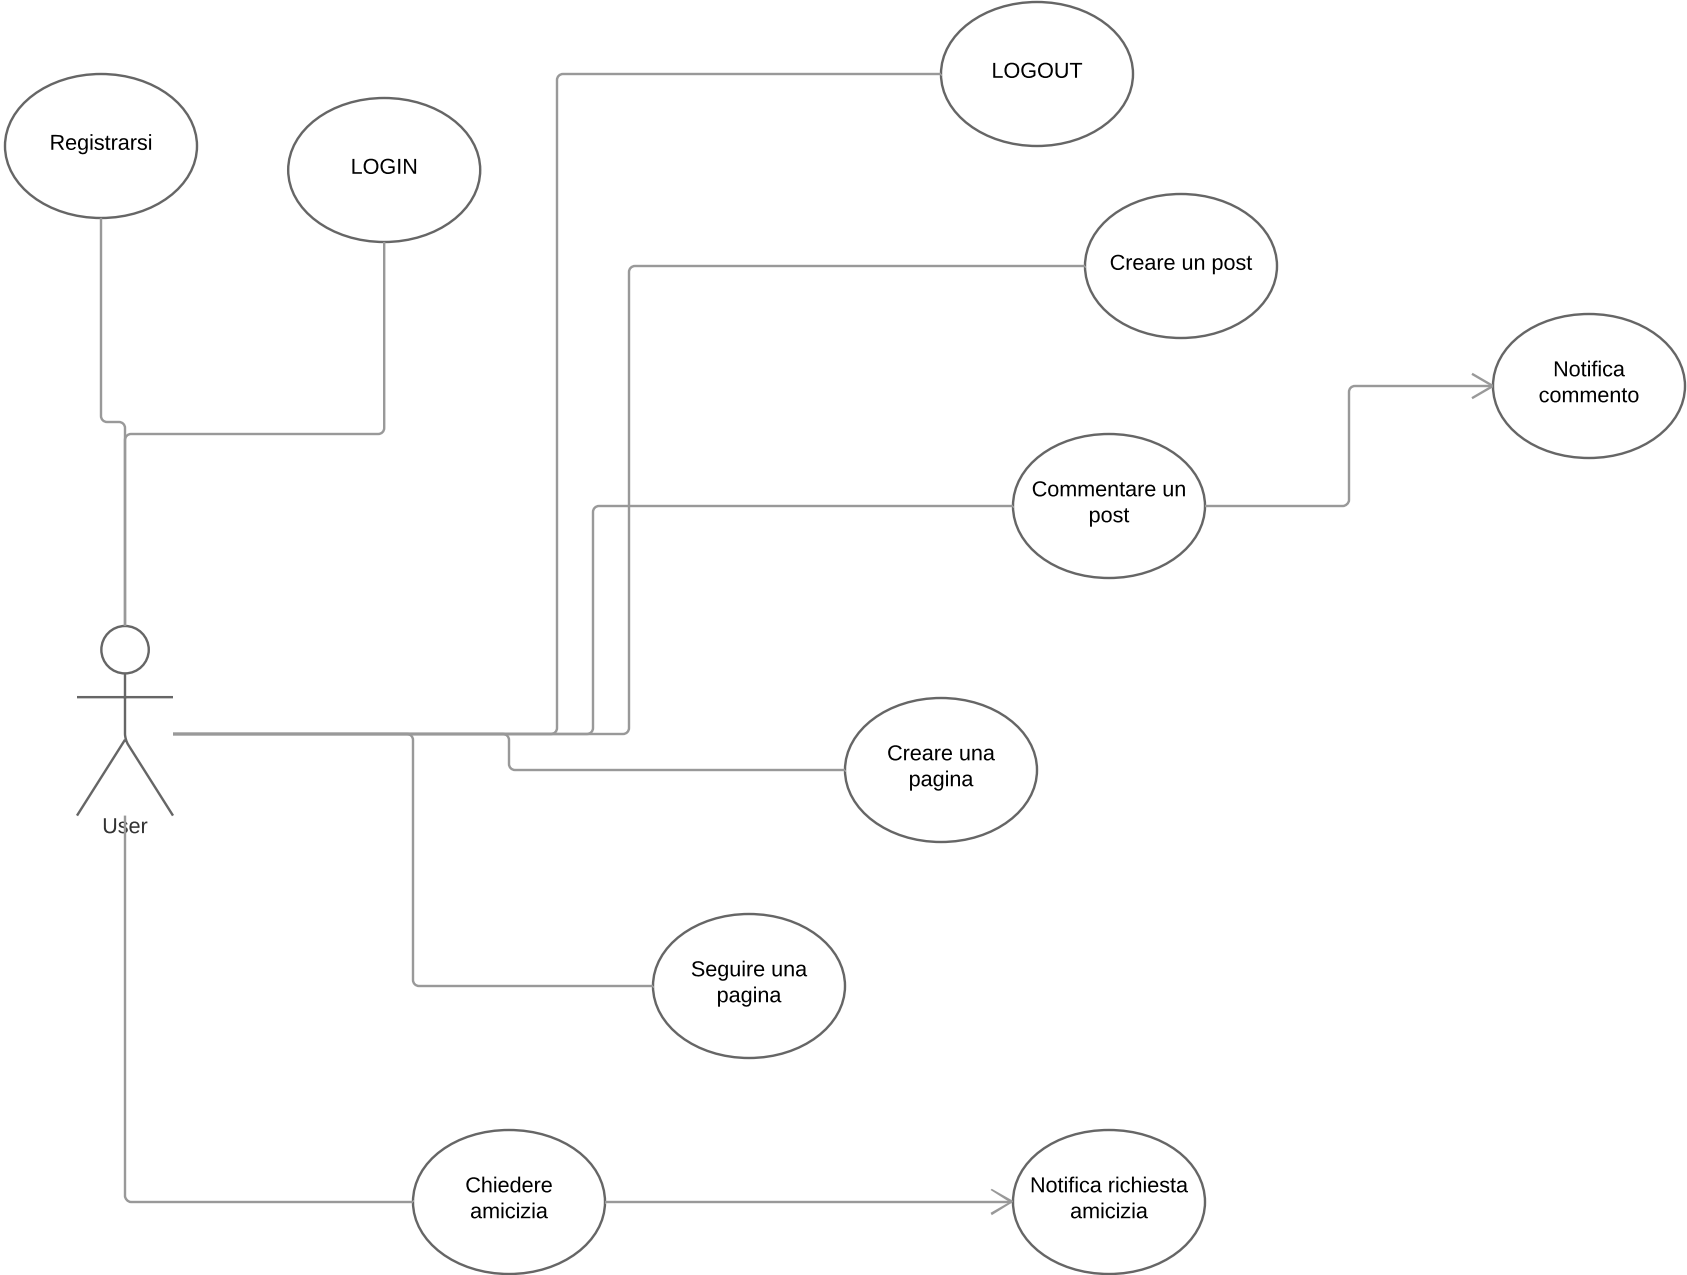 LOGOUT
Registrarsi
LOGIN
Creare un post
Notifica
commento
Commentare un
post
Creare una
pagina
User
Seguire una
pagina
Chiedere
amicizia
Notifica richiesta
amicizia